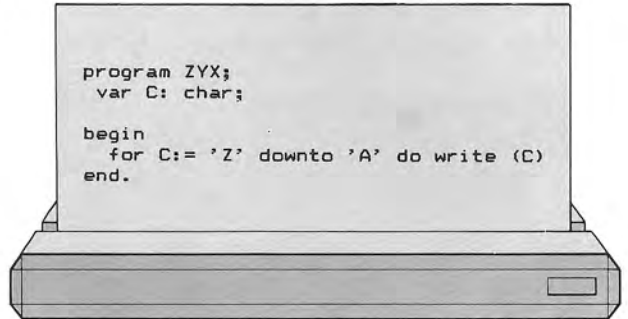 program ZYX;
var C: char;
begin
for C:= 'Z' downto 'A' do write (C)
end.